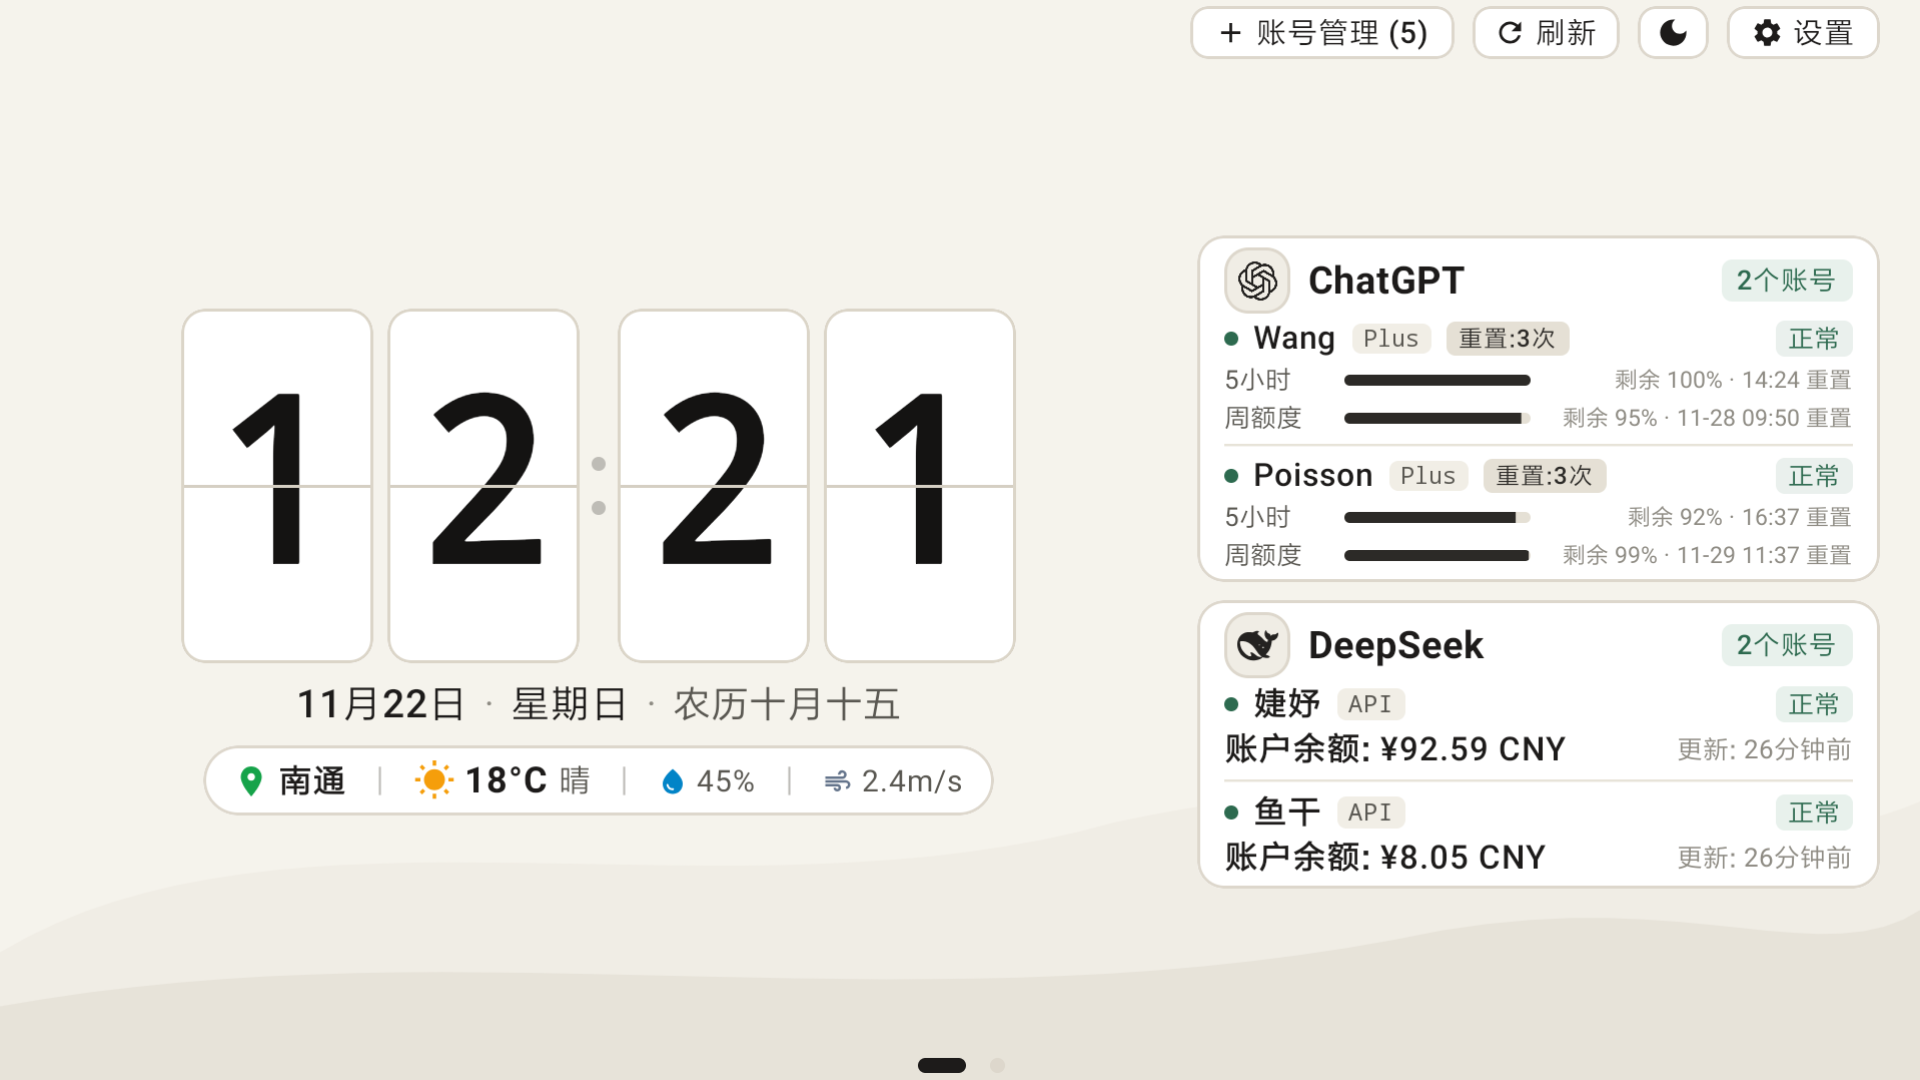 账号管理 (5) 刷新 设置
12:21
11月22日 · 星期日 · 农历十月十五
南通 | 18°C 晴 | 45% | 2.4m/s
ChatGPT 2个账号
Wang Plus 重置:3次 正常
5小时 剩余 100% · 14:24 重置
周额度 剩余 95% · 11-28 09:50 重置
Poisson Plus 重置:3次 正常
5小时 剩余 92% · 16:37 重置
周额度 剩余 99% · 11-29 11:37 重置
DeepSeek 2个账号
婕妤 API 正常
账户余额: ¥92.59 CNY 更新: 26分钟前
鱼干 API 正常
账户余额: ¥8.05 CNY 更新: 26分钟前